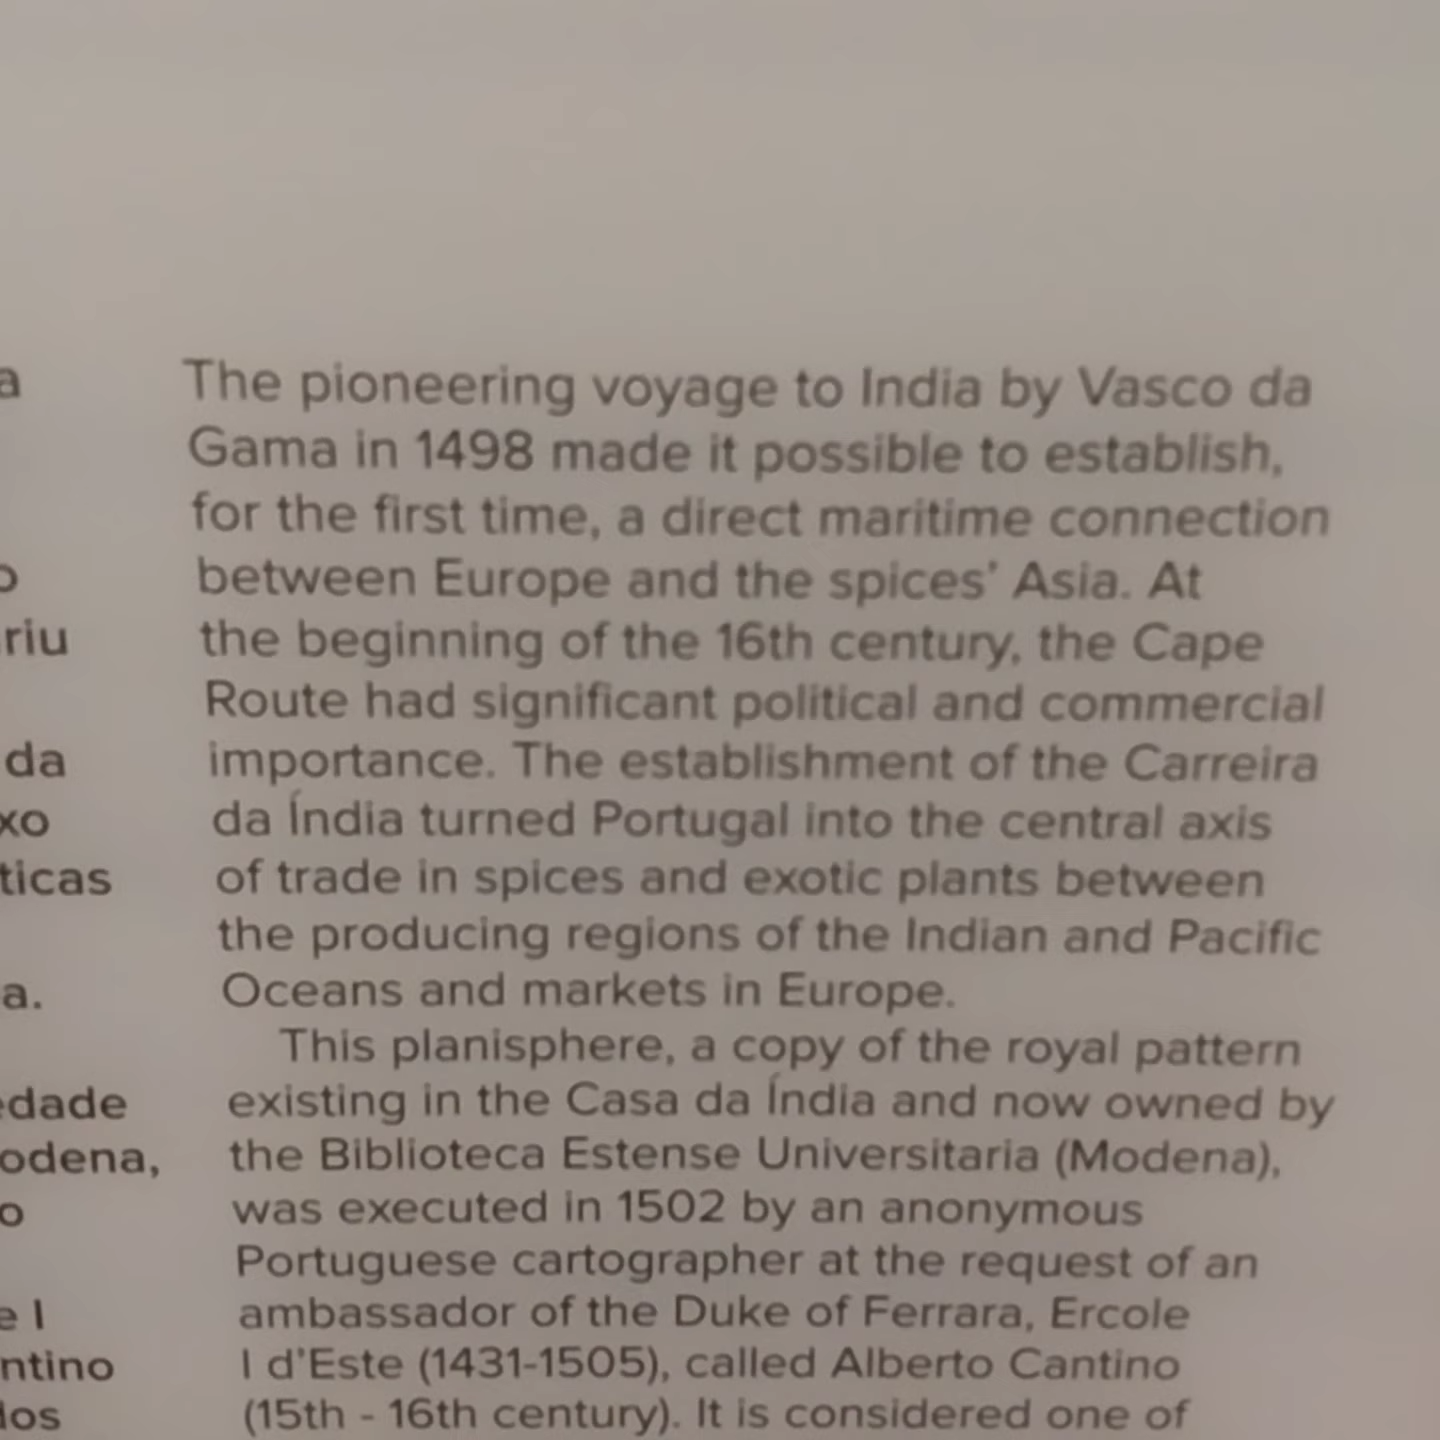 a
o
riu
da
xo
ticas
a.
edade
odena,
o
e I
ntino
dos
The pioneering voyage to India by Vasco da
Gama in 1498 made it possible to establish,
for the first time, a direct maritime connection
between Europe and the spices’ Asia. At
the beginning of the 16th century, the Cape
Route had significant political and commercial
importance. The establishment of the Carreira
da Índia turned Portugal into the central axis
of trade in spices and exotic plants between
the producing regions of the Indian and Pacific
Oceans and markets in Europe.
This planisphere, a copy of the royal pattern
existing in the Casa da Índia and now owned by
the Biblioteca Estense Universitaria (Modena),
was executed in 1502 by an anonymous
Portuguese cartographer at the request of an
ambassador of the Duke of Ferrara, Ercole
I d'Este (1431-1505), called Alberto Cantino
(15th - 16th century). It is considered one of